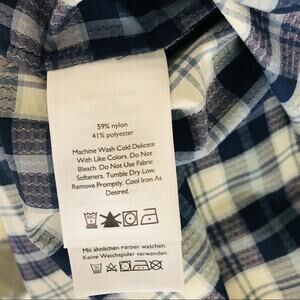 59% nylon
41% polyester
Machine Wash Cold Delicate
With Like Colors. Do Not
Bleach. Do Not Use Fabric
Softeners. Tumble Dry Low.
Remove Promptly. Cool Iron As
Desired.
Mit ähnlichen Farben waschen.
Keine Weichspüler verwenden